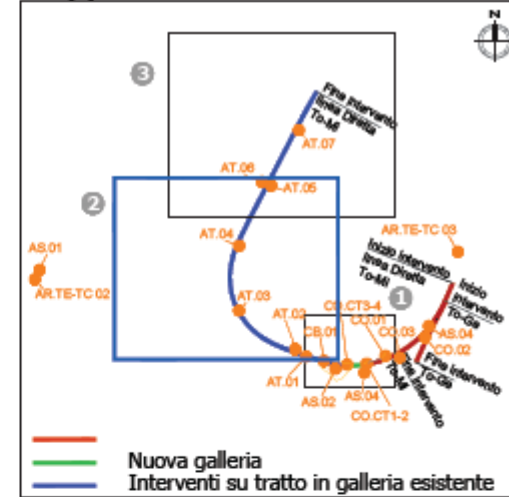 N
3
Fine intervento
linea Diretta
To-Mi
AT.07
AT.06
AT.05
2
AT.04
AR.TE-TC 03
AS.01
AR.TE-TC 02
Inizio intervento
linea Diretta
To-Mi
Inizio
intervento
To-Ge
1
AT.03
CO.CT3-4
CO.01
AT.02
CB.01
CO.03
AS.04
CO.02
AT.01
Fine intervento
To-Mi
Fine intervento
To-Ge
AS.02
AS.04
CO.CT1-2
Nuova galleria
Interventi su tratto in galleria esistente